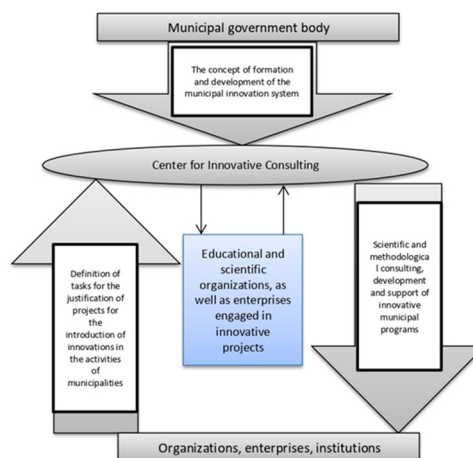 Municipal government body
The concept of formation
and development of the
municipal innovation system
Center for Innovative Consulting
Educational and
scientific
organizations, as
well as enterprises
engaged in
innovative
projects
Definition of
tasks for the
justification of
projects for
the
introduction of
innovations in
the activities
of
municipalities
Scientific and
methodologica
l consulting,
development
and support of
innovative
municipal
programs
Organizations, enterprises, institutions